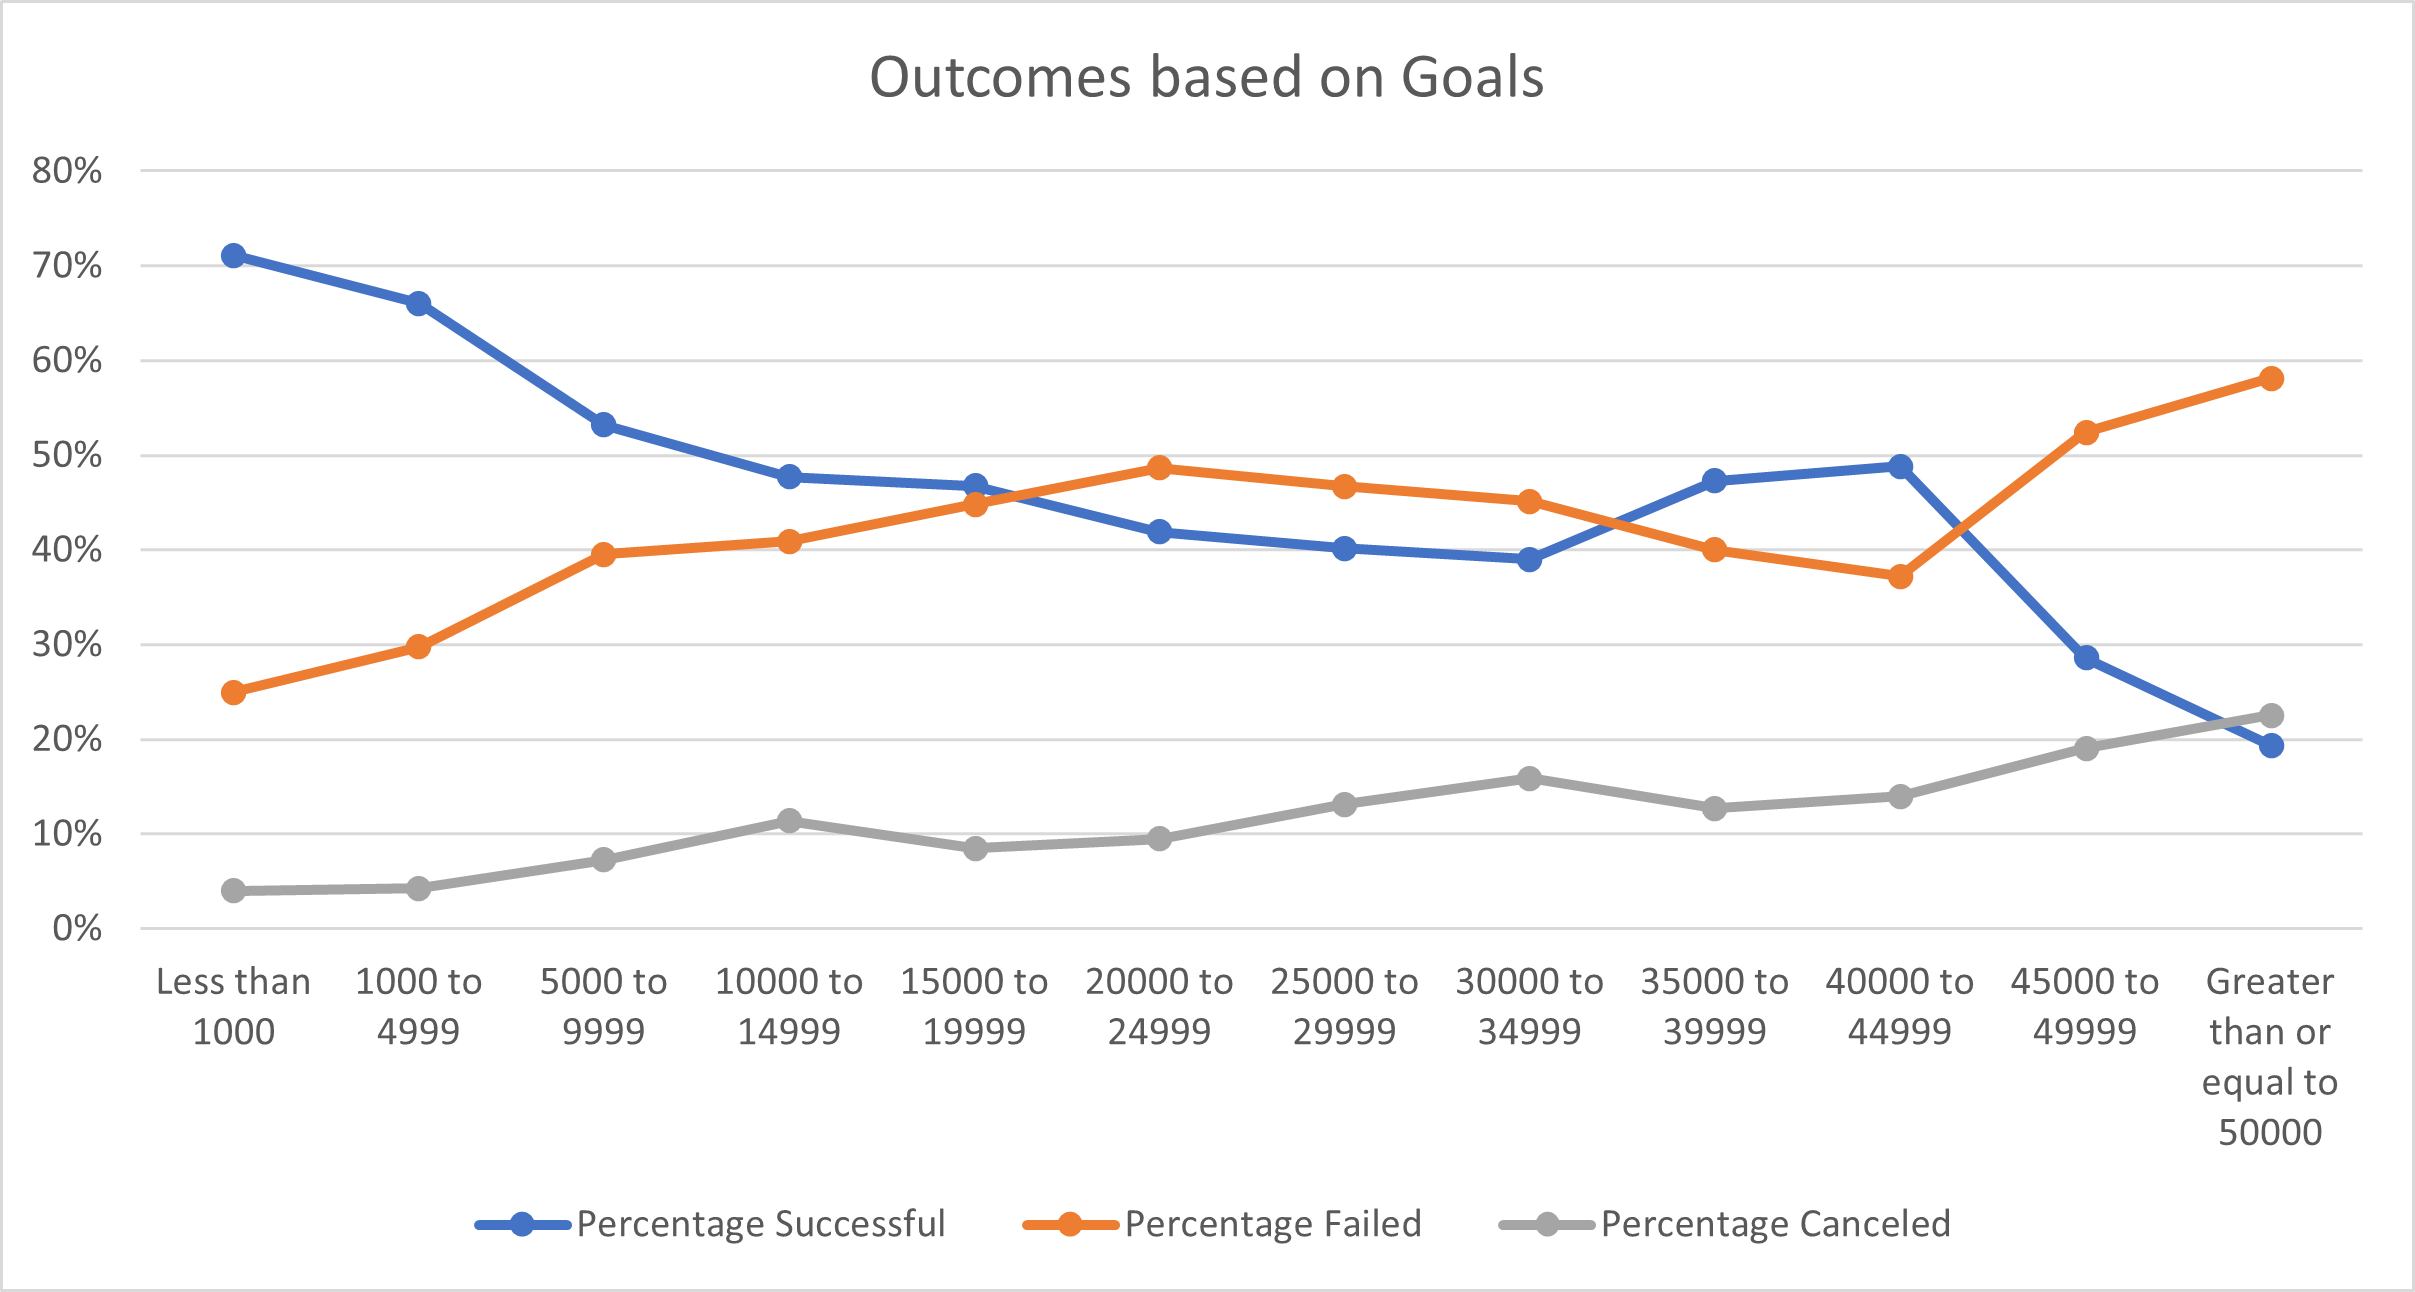 Outcomes based on Goals
80%
70%
60%
50%
40%
30%
20%
10%
0%
Less than
1000
1000 to
4999
5000 to
9999
10000 to
14999
15000 to
19999
20000 to
24999
25000 to
29999
30000 to
34999
35000 to
39999
40000 to
44999
45000 to
49999
Greater
than or
equal to
50000
Percentage Successful
Percentage Failed
Percentage Canceled